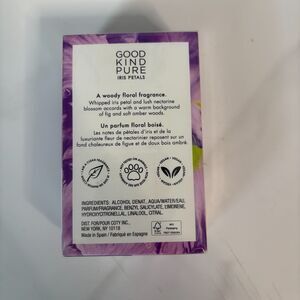 GOOD
KIND
PURE
IRIS PETALS
A woody floral fragrance.
Whipped iris petal and lush nectarine
blossom accords with a warm background
of fig and soft amber woods.
Un parfum floral boisé.
Les notes de pétales d'iris et de la
luxuriante fleur de nectarinier reposent sur un
fond chaleureux de figue et de doux bois ambré.
INGREDIENTS: ALCOHOL DENAT., AQUA/WATER/EAU,
PARFUM/FRAGRANCE, BENZYL SALICYLATE, LIMONENE,
HYDROXYCITRONELLAL, LINALOOL, CITRAL.
DIST. FOR/POUR COTY INC.,
NEW YORK, NY 10118
Made in Spain / Fabriqué en Espagne
FSC